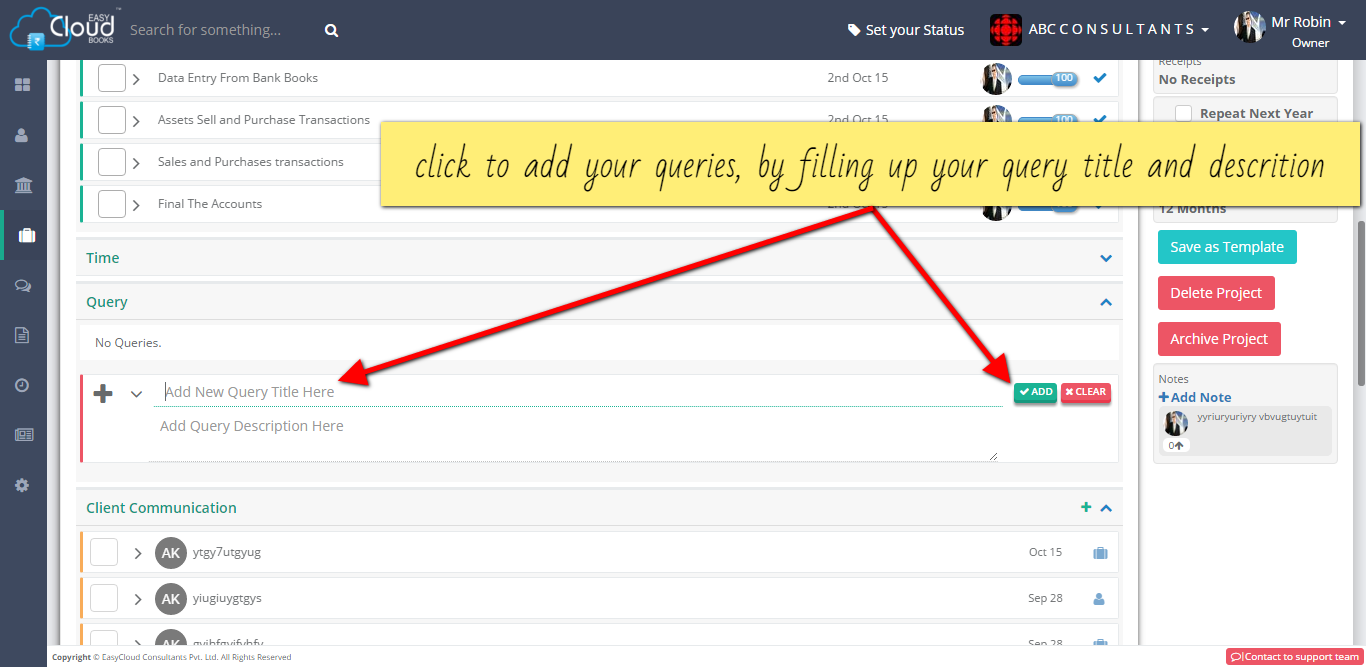 EASY
Cloud
BOOKS
™
Search for something...
Set your Status
ABCCONSULTANTS
Mr Robin
Owner
Data Entry From Bank Books
2nd Oct 15
100
Assets Sell and Purchase Transactions
2nd Oct 15
100
Sales and Purchases transactions
Final The Accounts
Receipts
No Receipts
Repeat Next Year
click to add your queries, by filling up your query title and descrition
12 Months
Save as Template
Delete Project
Archive Project
Time
Query
No Queries.
Add New Query Title Here
ADD
CLEAR
Add Query Description Here
Notes
Add Note
yyriuryuriyry vbvugtuytuit
0
Client Communication
AK
ytgy7utgyug
Oct 15
AK
yiugiuygtgys
Sep 28
AK
Sep 28
Copyright © EasyCloud Consultants Pvt. Ltd. All Rights Reserved
Contact to support team